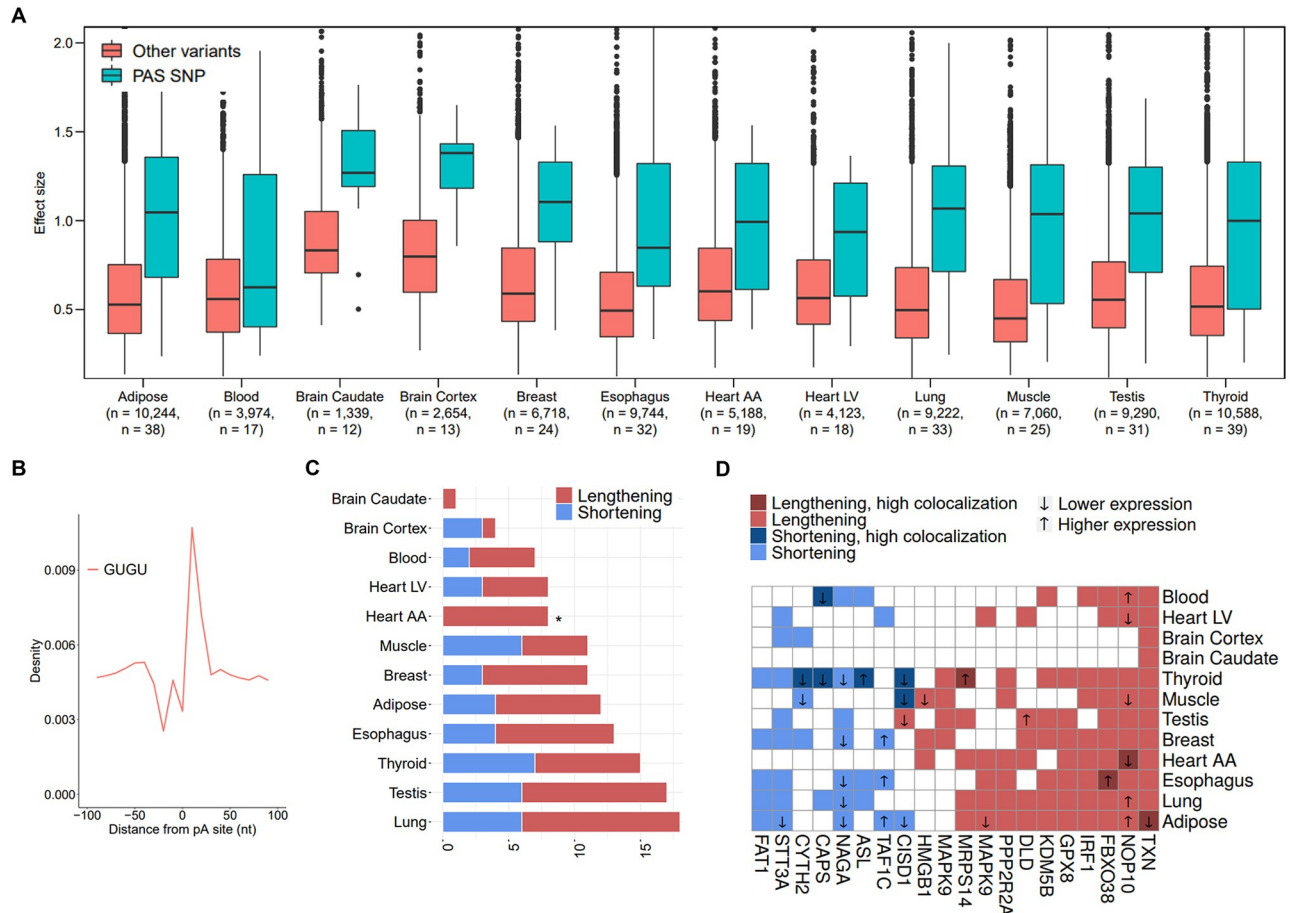 A
2.0
1.5
1.0
0.5
Effect size
Other variants
PAS SNP
Adipose
(n = 10,244,
n = 38)
Blood
(n = 3,974,
n = 17)
Brain Caudate
(n = 1,339,
n = 12)
Brain Cortex
(n = 2,654,
n = 13)
Breast
(n = 6,718,
n = 24)
Esophagus
(n = 9,744,
n = 32)
Heart AA
(n = 5,188,
n = 19)
Heart LV
(n = 4,123,
n = 18)
Lung
(n = 9,222,
n = 33)
Muscle
(n = 7,060,
n = 25)
Testis
(n = 9,290,
n = 31)
Thyroid
(n = 10,588,
n = 39)
B
GUGU
0.009
0.006
0.003
0.000
Desnity
−100
−50
0
50
100
Distance from pA site (nt)
C
Lengthening
Shortening
Brain Caudate
Brain Cortex
Blood
Heart LV
Heart AA
*
Muscle
Breast
Adipose
Esophagus
Thyroid
Testis
Lung
0
5
10
15
D
Lengthening, high colocalization
Lengthening
Shortening, high colocalization
Shortening
↓ Lower expression
↑ Higher expression
Blood
Heart LV
Brain Cortex
Brain Caudate
Thyroid
Muscle
Testis
Breast
Heart AA
Esophagus
Lung
Adipose
FAT1
STT3A
CYTH2
CAPS
NAGA
ASL
TAF1C
CISD1
HMGB1
MAPK9
MRPS14
MAPK9
PPP2R2A
DLD
KDM5B
GPX8
IRF1
FBXO38
NOP10
TXN